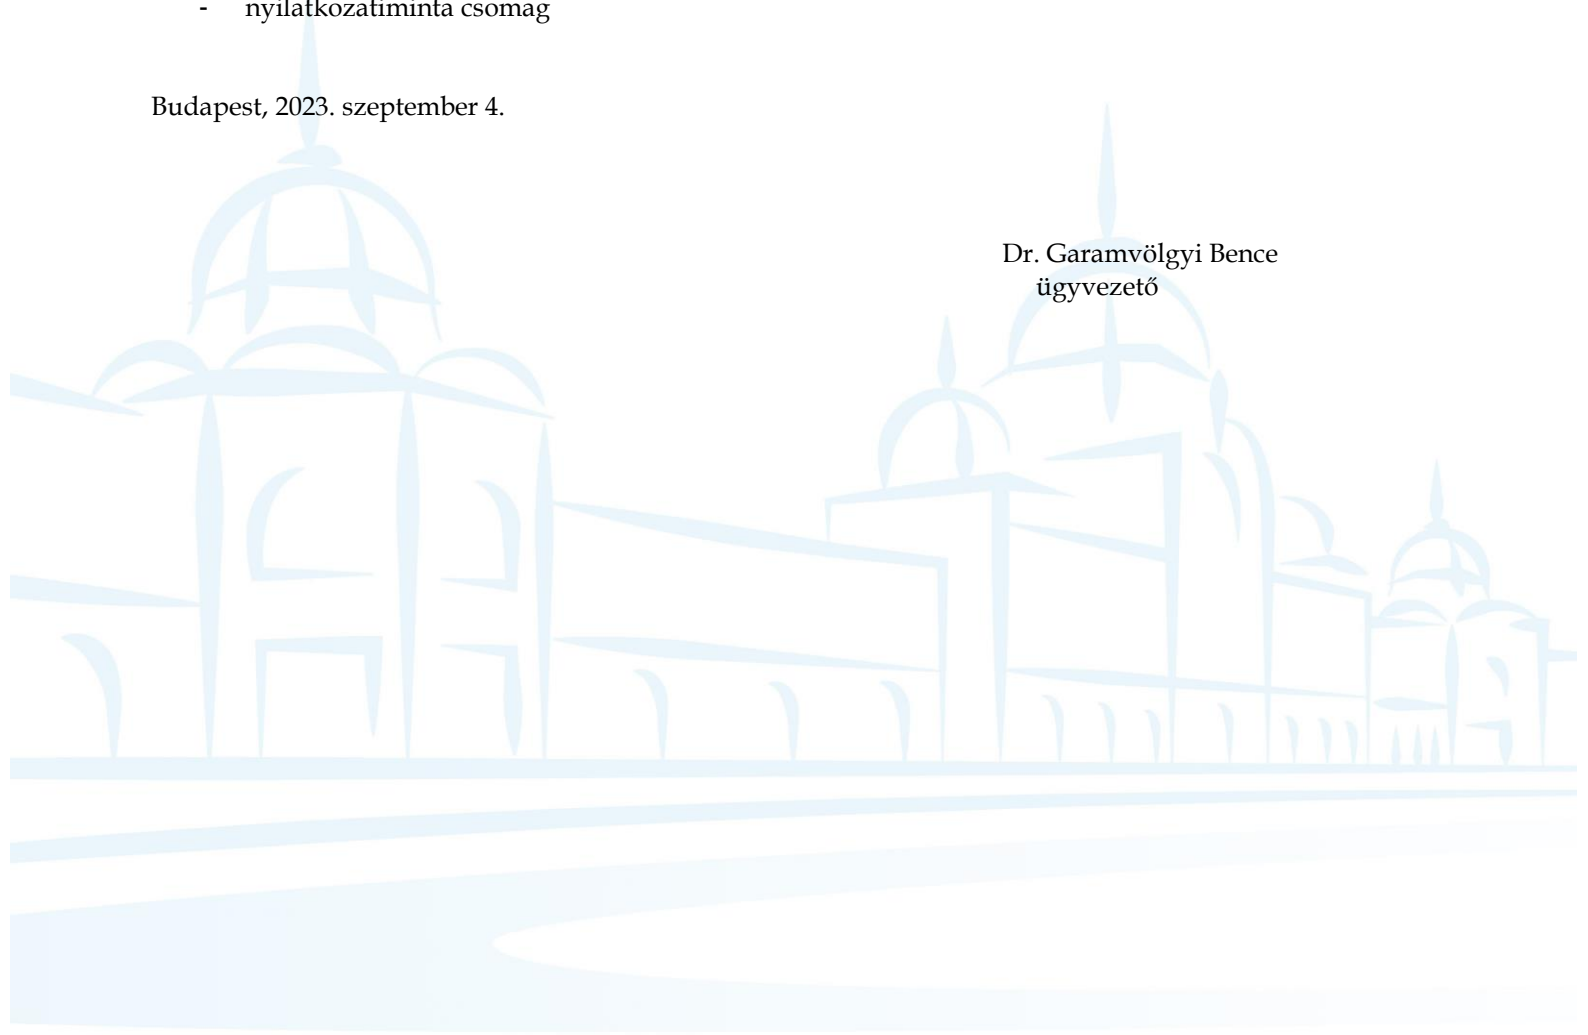 - nyilatkozatiminta csomag
Budapest, 2023. szeptember 4.
Dr. Garamvölgyi Bence
ügyvezető